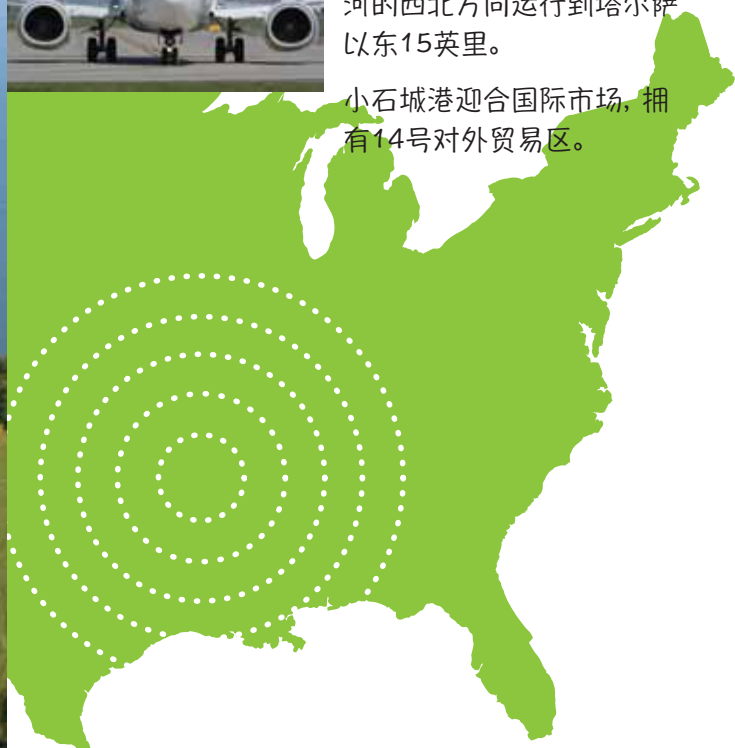 河的西北方向运行到塔尔萨
以东15英里。
小石城港迎合国际市场, 拥
有14号对外贸易区。